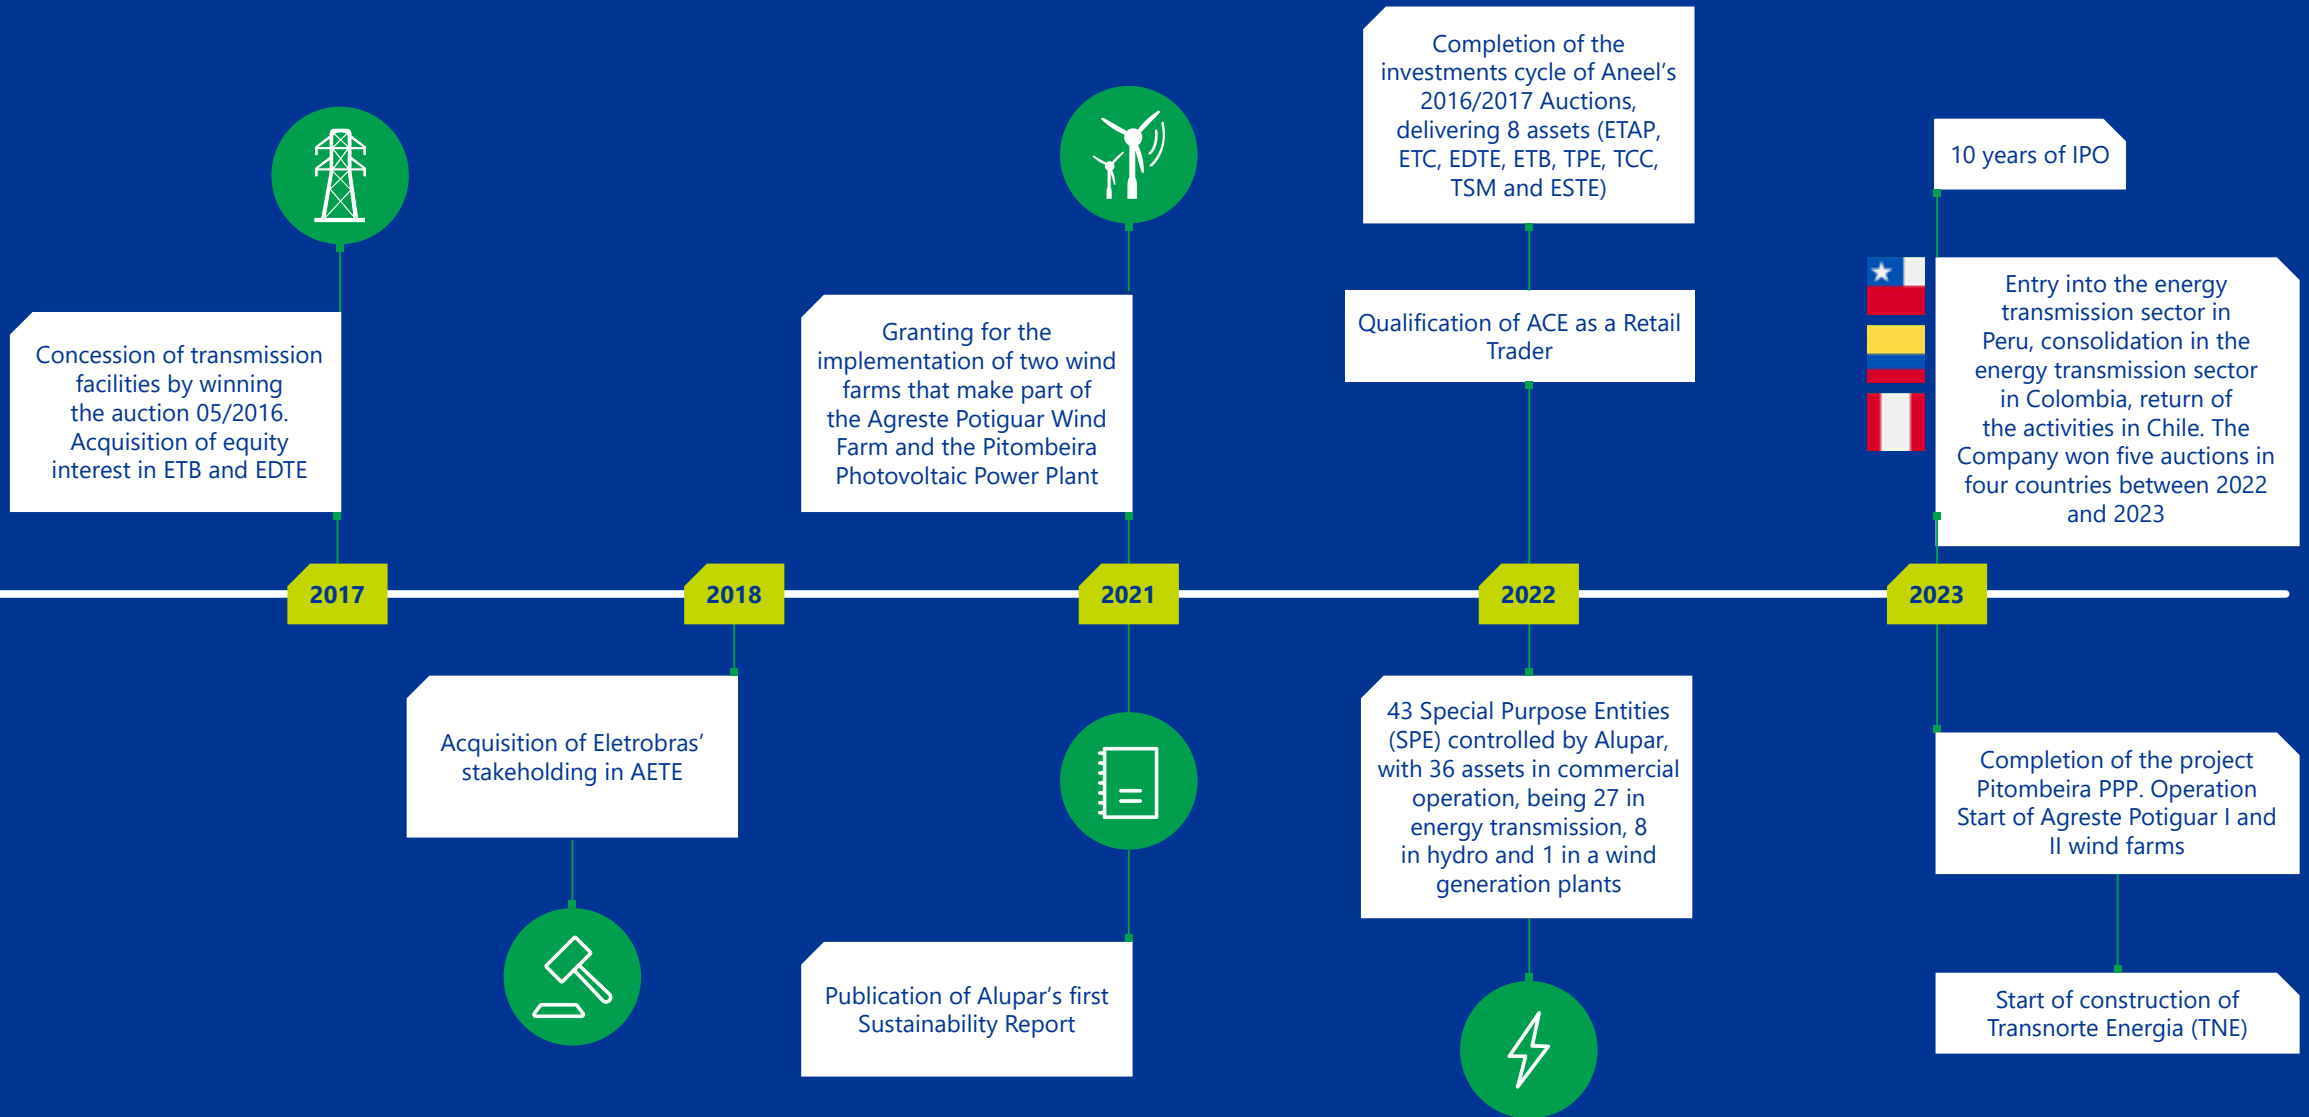 Concession of transmission
facilities by winning
the auction 05/2016.
Acquisition of equity
interest in ETB and EDTE
2017
2018
Acquisition of Eletrobras’
stakeholding in AETE
Granting for the
implementation of two wind
farms that make part of
the Agreste Potiguar Wind
Farm and the Pitombeira
Photovoltaic Power Plant
2021
Publication of Alupar’s first
Sustainability Report
Completion of the
investments cycle of Aneel’s
2016/2017 Auctions,
delivering 8 assets (ETAP,
ETC, EDTE, ETB, TPE, TCC,
TSM and ESTE)
Qualification of ACE as a Retail
Trader
2022
43 Special Purpose Entities
(SPE) controlled by Alupar,
with 36 assets in commercial
operation, being 27 in
energy transmission, 8
in hydro and 1 in a wind
generation plants
10 years of IPO
Entry into the energy
transmission sector in
Peru, consolidation in the
energy transmission sector
in Colombia, return of
the activities in Chile. The
Company won five auctions in
four countries between 2022
and 2023
2023
Completion of the project
Pitombeira PPP. Operation
Start of Agreste Potiguar I and
II wind farms
Start of construction of
Transnorte Energia (TNE)